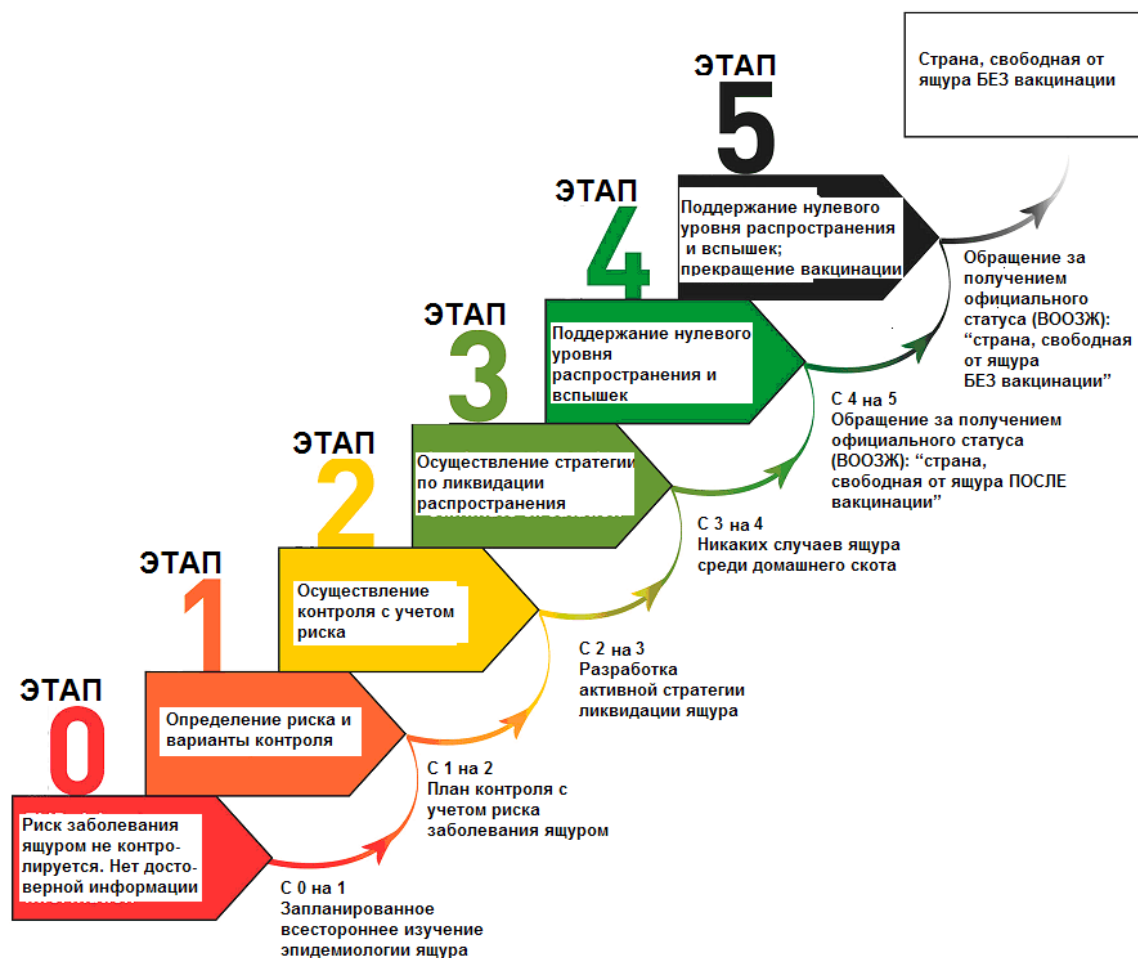 ЭТАП
0
Риск заболевания
ящуром не контро-
лируется. Нет досто-
верной информации
С 0 на 1
Запланированное
всестороннее изучение
эпидемиологии ящура
ЭТАП
1
Определение риска и
варианты контроля
С 1 на 2
План контроля с
учетом риска
заболевания ящуром
ЭТАП
2
Осуществление
контроля с учетом
риска
С 2 на 3
Разработка
активной стратегии
ликвидации ящура
ЭТАП
3
Осуществление стратегии
по ликвидации
распространения
С 3 на 4
Никаких случаев ящура
среди домашнего скота
ЭТАП
4
Поддержание нулевого
уровня
распространения и
вспышек
С 4 на 5
Обращение за получением
официального статуса
(ВООЗЖ): “страна,
свободная от ящура ПОСЛЕ
вакцинации”
ЭТАП
5
Поддержание нулевого
уровня распространения
и вспышек;
прекращение вакцинации
Обращение за
получением
официального
статуса (ВООЗЖ):
“страна, свободная
от ящура
БЕЗ вакцинации”
Страна, свободная от
ящура БЕЗ вакцинации